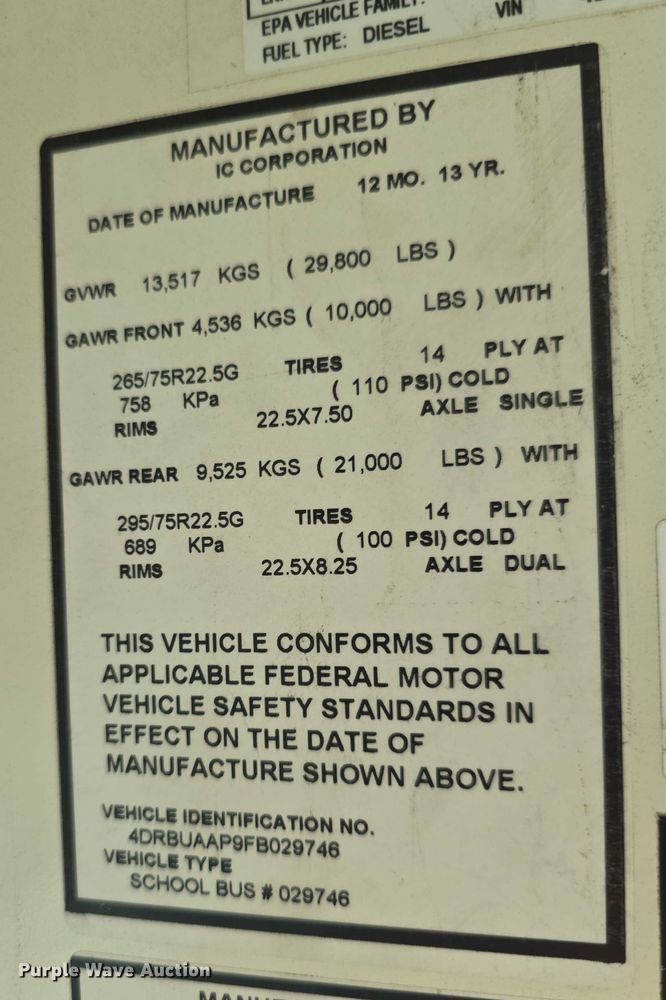 EPA VEHICLE FAMILY:
FUEL TYPE: DIESEL VIN
MANUFACTURED BY
IC CORPORATION
DATE OF MANUFACTURE 12 MO. 13 YR.
GVWR 13,517 KGS ( 29,800 LBS )
GAWR FRONT 4,536 KGS ( 10,000 LBS ) WITH
265/75R22.5G TIRES 14 PLY AT
758 KPa ( 110 PSI) COLD
RIMS 22.5X7.50 AXLE SINGLE
GAWR REAR 9,525 KGS ( 21,000 LBS ) WITH
295/75R22.5G TIRES 14 PLY AT
689 KPa ( 100 PSI) COLD
RIMS 22.5X8.25 AXLE DUAL
THIS VEHICLE CONFORMS TO ALL
APPLICABLE FEDERAL MOTOR
VEHICLE SAFETY STANDARDS IN
EFFECT ON THE DATE OF
MANUFACTURE SHOWN ABOVE.
VEHICLE IDENTIFICATION NO.
4DRBUAAP9FB029746
VEHICLE TYPE
SCHOOL BUS # 029746
Purple Wave Auction